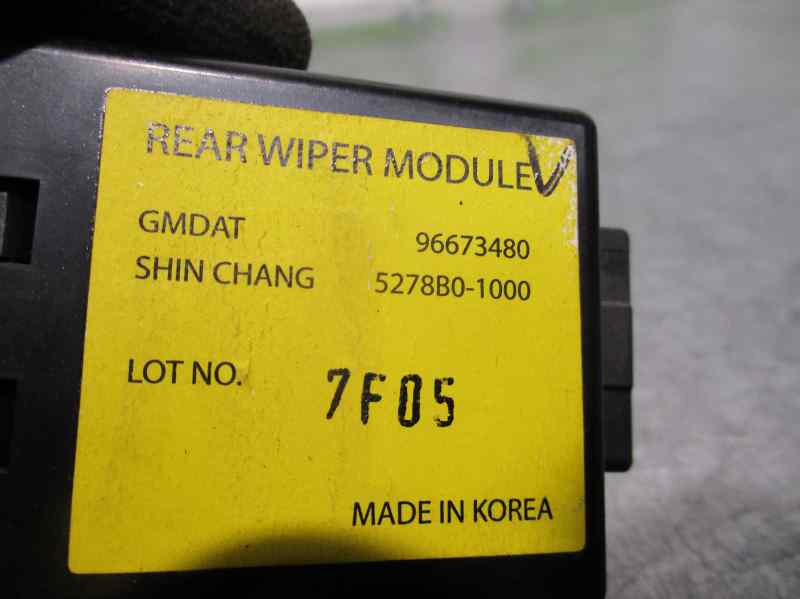 REAR WIPER MODULE
GMDAT 96673480
SHIN CHANG 5278B0-1000
LOT NO. 7F05
MADE IN KOREA